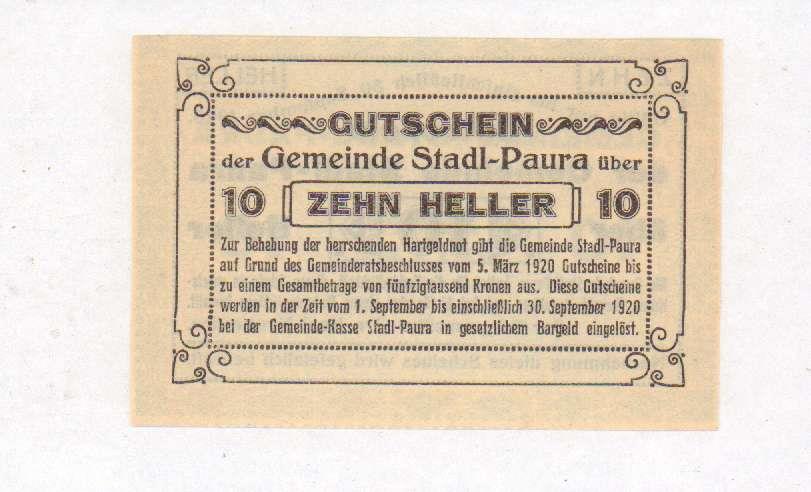 GUTSCHEIN
der Gemeinde Stadl-Paura über
10 ZEHN HELLER 10
Zur Behebung der herrschenden Hartgeldnot gibt die Gemeinde Stadl-Paura
auf Grund des Gemeinderatsbeschlusses vom 5. März 1920 Gutscheine bis
zu einem Gesamtbetrage von fünfzigtausend Kronen aus. Diese Gutscheine
werden in der Zeit vom 1. September bis einschließlich 30. September 1920
bei der Gemeinde-Kasse Stadl-Paura in gesetzlichem Bargeld eingelöst.